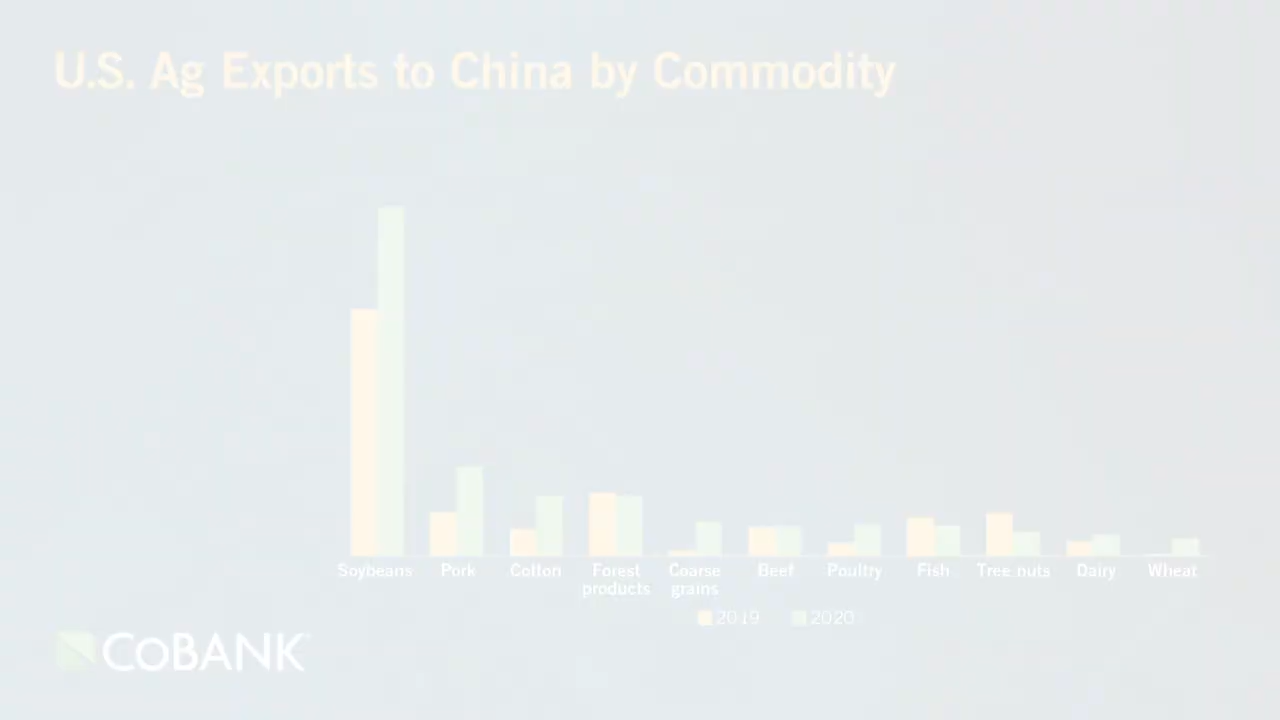 U.S. Ag Exports to China by Commodity
Soybeans Pork Cotton Forest products Coarse grains Beef Poultry Fish Tree nuts Dairy Wheat
2019 2020
COBANK